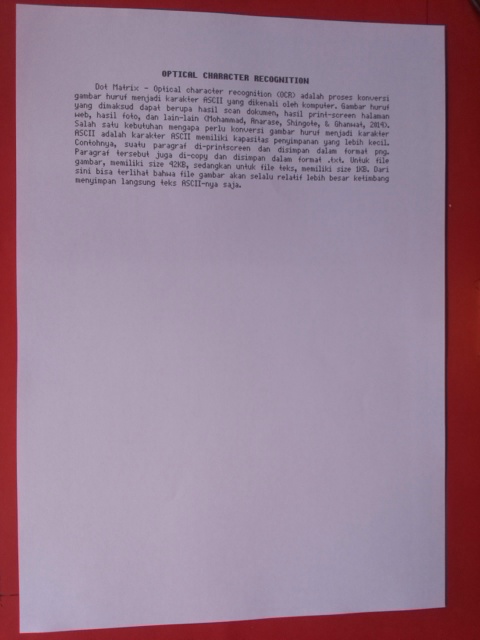 OPTICAL CHARACTER RECOGNITION
Dot Matrix - Optical character recognition (OCR) adalah proses konversi
gambar huruf menjadi karakter ASCII yang dikenali oleh komputer. Gambar huruf
yang dimaksud dapat berupa hasil scan dokumen, hasil print-screen halaman
web, hasil foto, dan lain-lain (Mohammad, Anarase, Shingote, & Ghanwat, 2014).
Salah satu kebutuhan mengapa perlu konversi gambar huruf menjadi karakter
ASCII adalah karakter ASCII memiliki kapasitas penyimpanan yang lebih kecil.
Contohnya, suatu paragraf di-printscreen dan disimpan dalam format png.
Paragraf tersebut juga di-copy dan disimpan dalam format .txt. Untuk file
gambar, memiliki size 42KB, sedangkan untuk file teks, memiliki size 1KB. Dari
sini bisa terlihat bahwa file gambar akan selalu relatif lebih besar ketimbang
menyimpan langsung teks ASCII-nya saja.